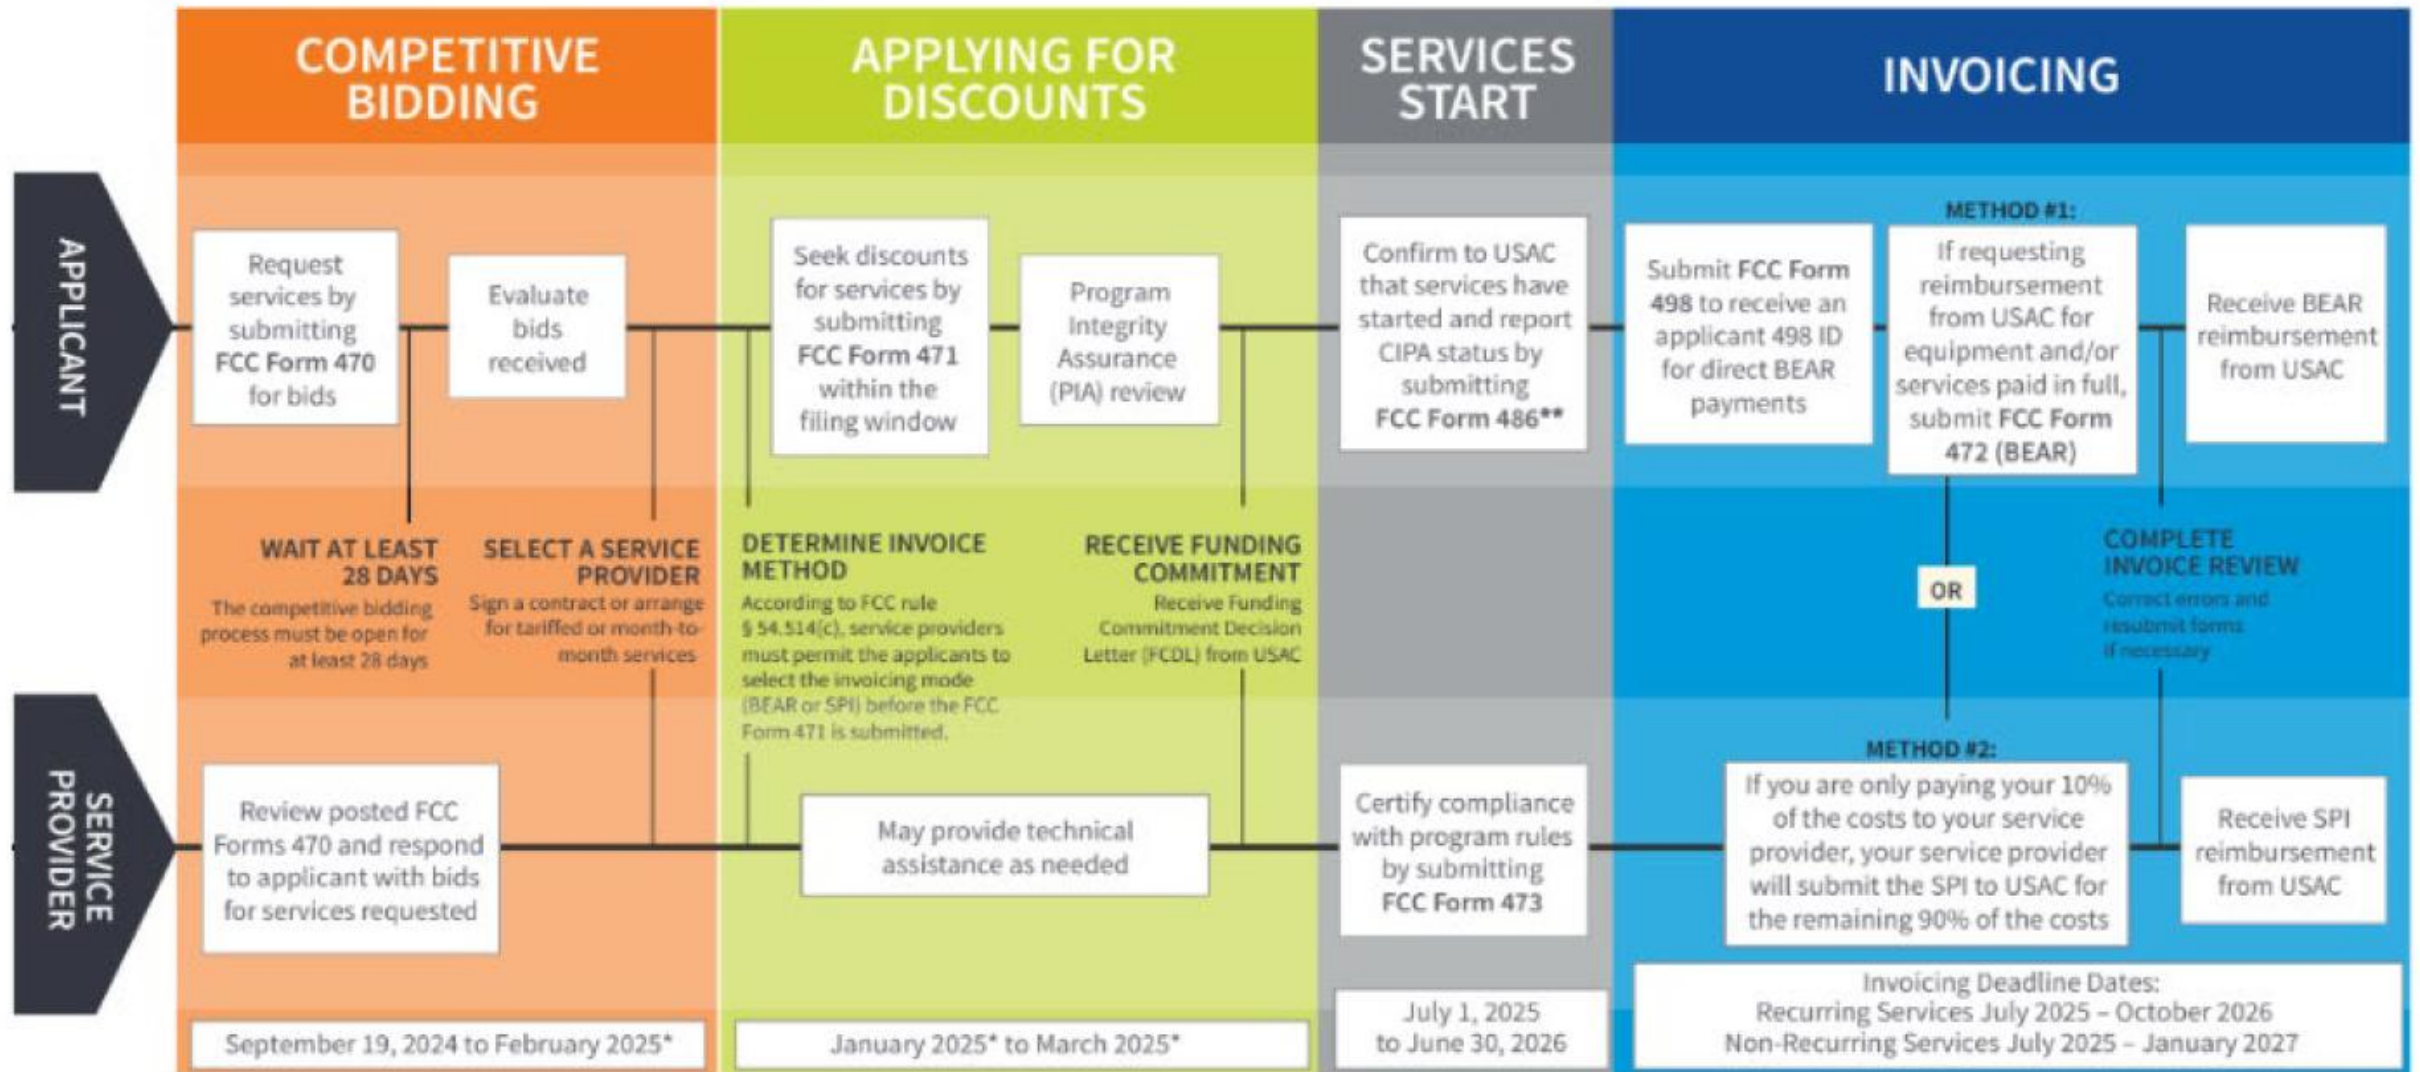 COMPETITIVE
BIDDING
APPLYING FOR
DISCOUNTS
SERVICES
START
INVOICING
APPLICANT
Request
services by
submitting
FCC Form 470
for bids
Evaluate
bids
received
Seek discounts
for services by
submitting
FCC Form 471
within the
filing window
Program
Integrity
Assurance
(PIA) review
Confirm to USAC
that services have
started and report
CIPA status by
submitting
FCC Form 486**
Submit FCC Form
498 to receive an
applicant 498 ID
for direct BEAR
payments
METHOD #1:
If requesting
reimbursement
from USAC for
equipment and/or
services paid in full,
submit FCC Form
472 (BEAR)
Receive BEAR
reimbursement
from USAC
WAIT AT LEAST
28 DAYS
The competitive bidding
process must be open for
at least 28 days
SELECT A SERVICE
PROVIDER
Sign a contract or arrange
for tariffed or month-to-
month services
DETERMINE INVOICE
METHOD
According to FCC rule
§ 54.514(c), service providers
must permit the applicants to
select the invoicing mode
(BEAR or SPI) before the FCC
Form 471 is submitted.
RECEIVE FUNDING
COMMITMENT
Receive Funding
Commitment Decision
Letter (FCDL) from USAC
OR
COMPLETE
INVOICE REVIEW
Correct errors and
resubmit forms
if necessary
SERVICE
PROVIDER
Review posted FCC
Forms 470 and respond
to applicant with bids
for services requested
May provide technical
assistance as needed
Certify compliance
with program rules
by submitting
FCC Form 473
METHOD #2:
If you are only paying your 10%
of the costs to your service
provider, your service provider
will submit the SPI to USAC for
the remaining 90% of the costs
Receive SPI
reimbursement
from USAC
September 19, 2024 to February 2025*
January 2025* to March 2025*
July 1, 2025
to June 30, 2026
Invoicing Deadline Dates:
Recurring Services July 2025 – October 2026
Non-Recurring Services July 2025 – January 2027